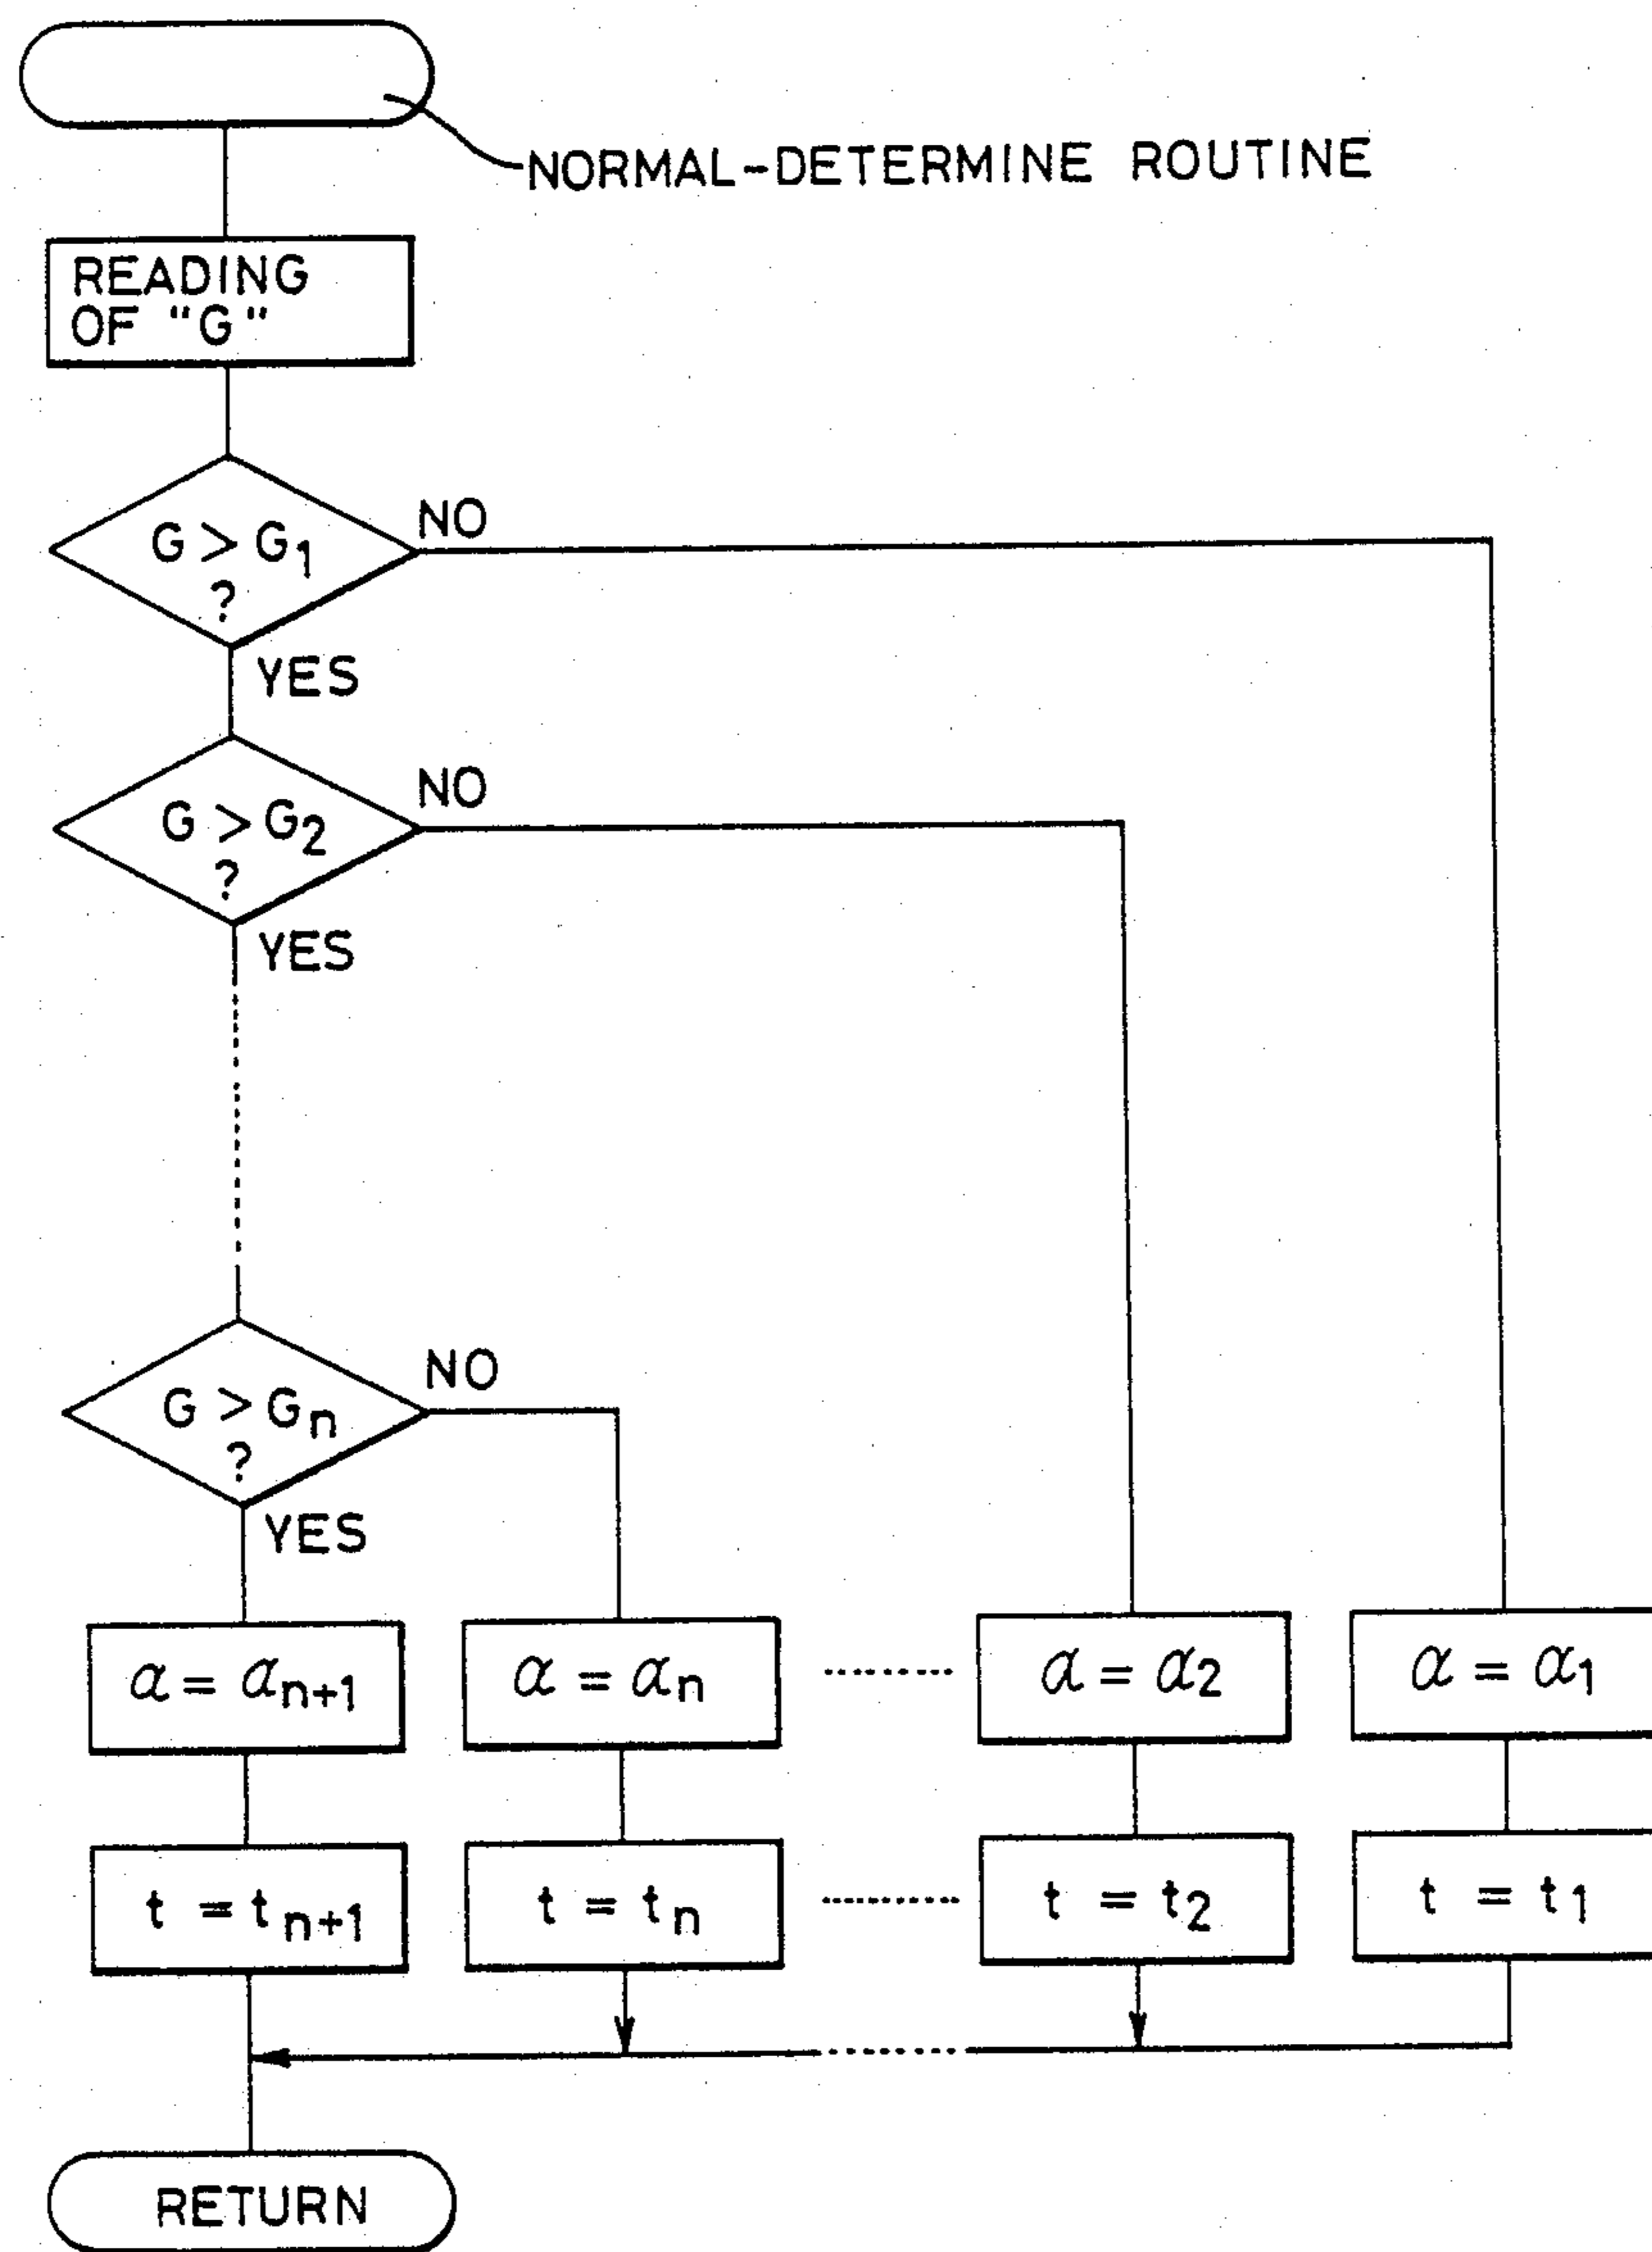 NORMAL-DETERMINE ROUTINE
READING
OF "G"
G > G1
?
NO
YES
G > G2
?
NO
YES
G > Gn
?
NO
YES
α = αn+1
α = αn
α = α2
α = α1
t = tn+1
t = tn
t = t2
t = t1
RETURN